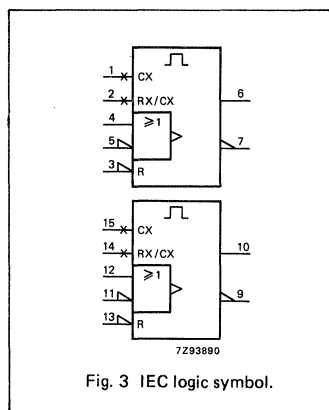 1 CX
2 RX/CX 6
4 ⩾1
5 7
3 R
15 CX
14 RX/CX 10
12 ⩾1
11 9
13 R
7Z93890
Fig. 3 IEC logic symbol.